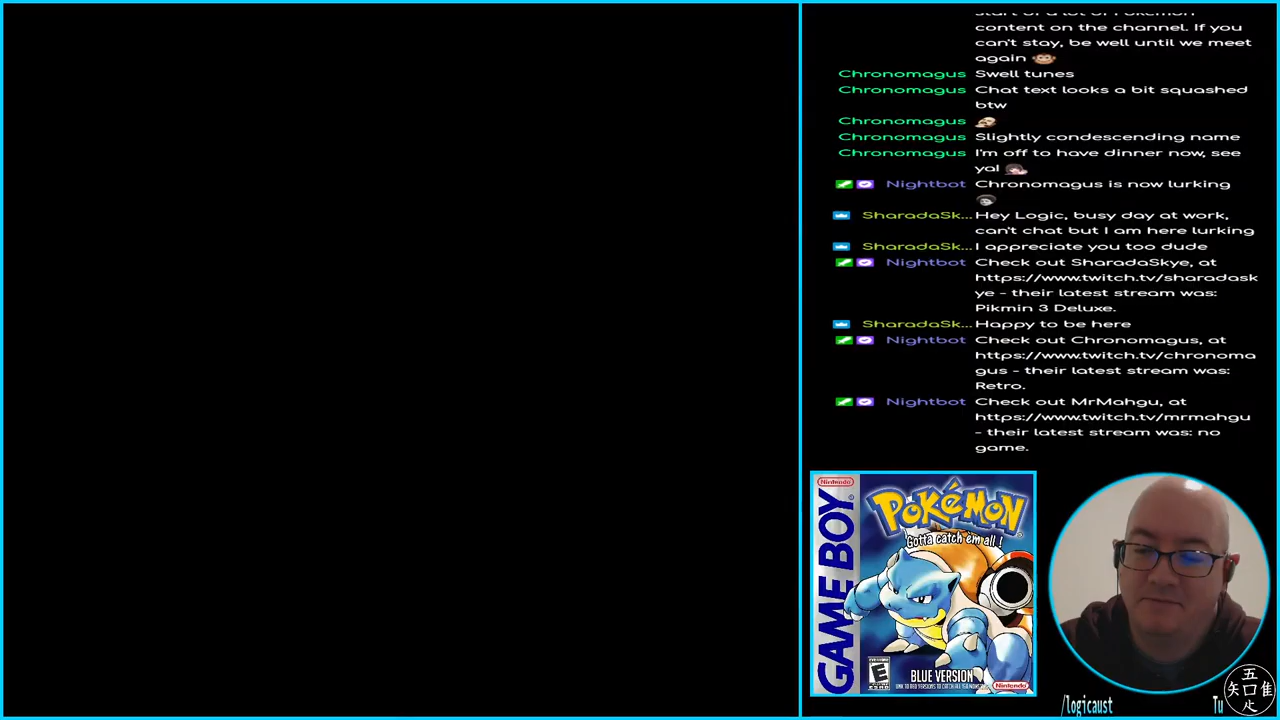 content on the channel. If you
can't stay, be well until we meet
again
Chronomagus Swell tunes
Chronomagus Chat text looks a bit squashed
btw
Chronomagus
Chronomagus Slightly condescending name
Chronomagus I'm off to have dinner now, see
ya!
Nightbot Chronomagus is now lurking
SharadaSk... Hey Logic, busy day at work,
can't chat but I am here lurking
SharadaSk... I appreciate you too dude
Nightbot Check out SharadaSkye, at
https://www.twitch.tv/sharadask
ye - their latest stream was:
Pikmin 3 Deluxe.
SharadaSk... Happy to be here
Nightbot Check out Chronomagus, at
https://www.twitch.tv/chronoma
gus - their latest stream was:
Retro.
Nightbot Check out MrMahgu, at
https://www.twitch.tv/mrmahgu
- their latest stream was: no
game.
Nintendo
GAME BOY
POKéMON
Gotta catch 'em all!
E
BLUE VERSION
Nintendo
/logicaust
Tu
五
矢口隹
止